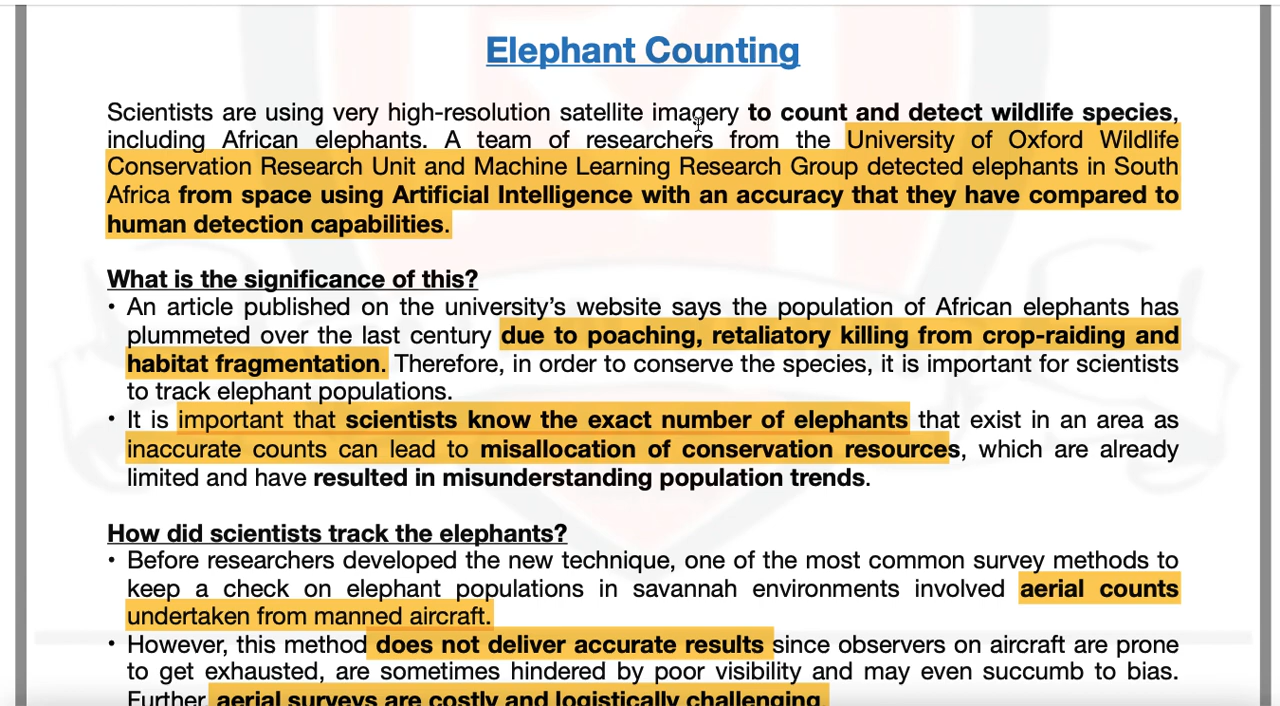 Elephant Counting
Scientists are using very high-resolution satellite imagery to count and detect wildlife species,
including African elephants. A team of researchers from the University of Oxford Wildlife
Conservation Research Unit and Machine Learning Research Group detected elephants in South
Africa from space using Artificial Intelligence with an accuracy that they have compared to
human detection capabilities.
What is the significance of this?
• An article published on the university’s website says the population of African elephants has
plummeted over the last century due to poaching, retaliatory killing from crop-raiding and
habitat fragmentation. Therefore, in order to conserve the species, it is important for scientists
to track elephant populations.
• It is important that scientists know the exact number of elephants that exist in an area as
inaccurate counts can lead to misallocation of conservation resources, which are already
limited and have resulted in misunderstanding population trends.
How did scientists track the elephants?
• Before researchers developed the new technique, one of the most common survey methods to
keep a check on elephant populations in savannah environments involved aerial counts
undertaken from manned aircraft.
• However, this method does not deliver accurate results since observers on aircraft are prone
to get exhausted, are sometimes hindered by poor visibility and may even succumb to bias.
Further, aerial surveys are costly and logistically challenging.